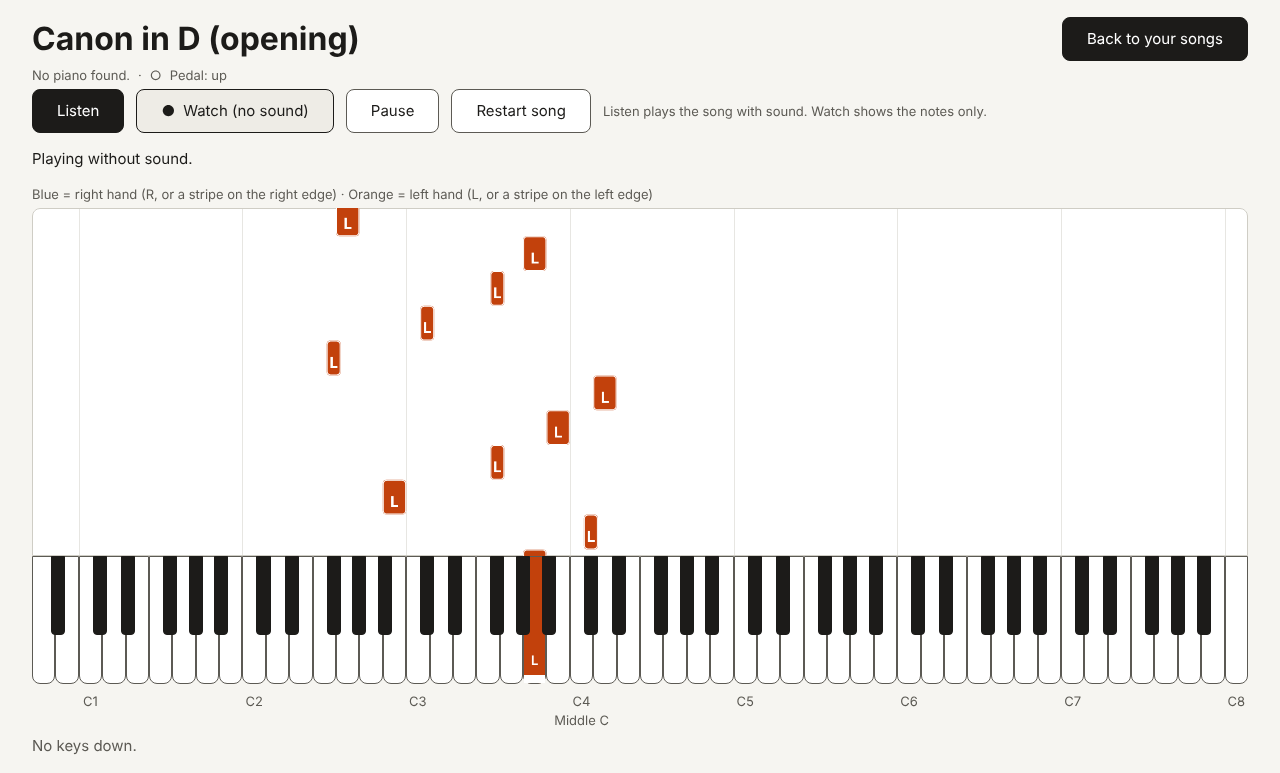 Canon in D (opening)
Back to your songs
No piano found. · Pedal: up
Listen
Watch (no sound)
Pause
Restart song
Listen plays the song with sound. Watch shows the notes only.
Playing without sound.
Blue = right hand (R, or a stripe on the right edge) · Orange = left hand (L, or a stripe on the left edge)
L
L
L
L
L
L
L
L
L
L
L
C1 C2 C3 C4 C5 C6 C7 C8
Middle C
No keys down.